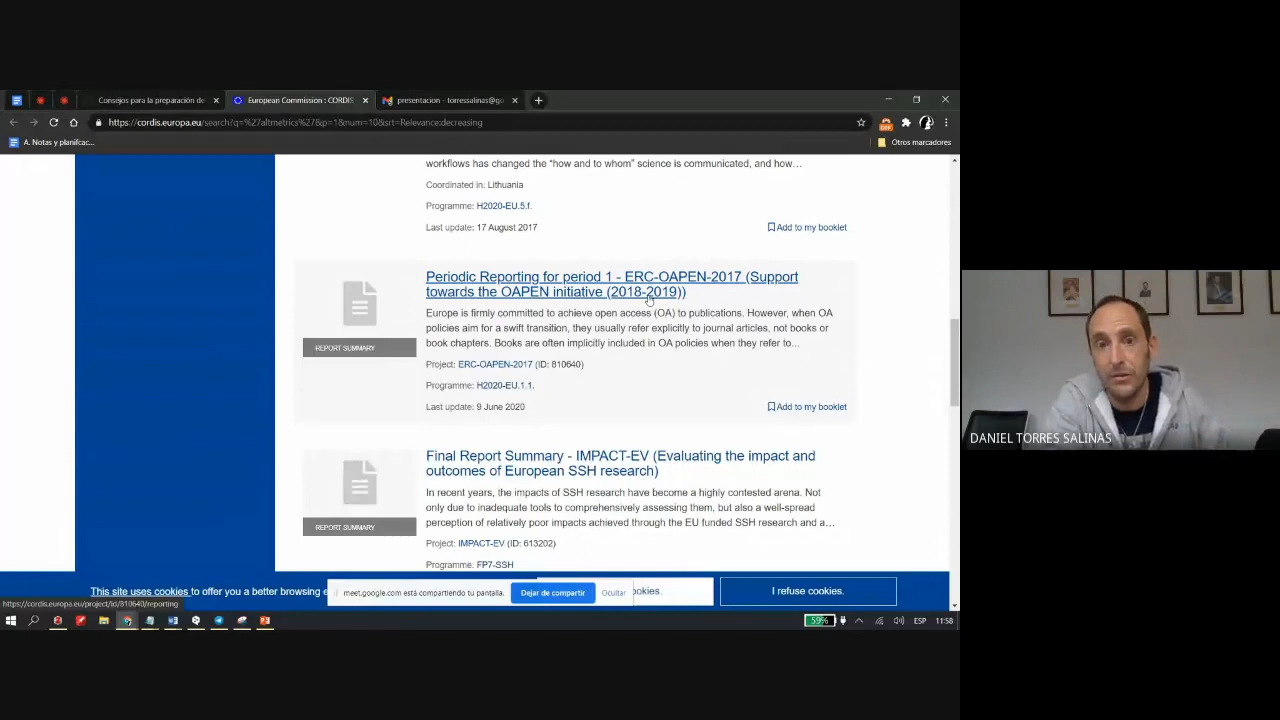 Consejos para la preparación de
European Commission : CORDIS
presentacion - torressalinas@go
https://cordis.europa.eu/search?q=%27altmetrics%27&p=1&num=10&srt=Relevance:decreasing
A. Notas y planifcac...
Otros marcadores
workflows has changed the “how and to whom” science is communicated, and how…
Coordinated in: Lithuania
Programme: H2020-EU.5.f.
Last update: 17 August 2017
Add to my booklet
Periodic Reporting for period 1 - ERC-OAPEN-2017 (Support
towards the OAPEN initiative (2018-2019))
Europe is firmly committed to achieve open access (OA) to publications. However, when OA
policies aim for a swift transition, they usually refer explicitly to journal articles, not books or
book chapters. Books are often implicitly included in OA policies when they refer to...
REPORT SUMMARY
Project: ERC-OAPEN-2017 (ID: 810640)
Programme: H2020-EU.1.1.
Last update: 9 June 2020
Add to my booklet
Final Report Summary - IMPACT-EV (Evaluating the impact and
outcomes of European SSH research)
In recent years, the impacts of SSH research have become a highly contested arena. Not
only due to inadequate tools to comprehensively assessing them, but also a well-spread
perception of relatively poor impacts achieved through the EU funded SSH research and a…
REPORT SUMMARY
Project: IMPACT-EV (ID: 613202)
Programme: FP7-SSH
This site uses cookies to offer you a better browsing e
meet.google.com está compartiendo tu pantalla.
Dejar de compartir
Ocultar
ookies.
I refuse cookies.
https://cordis.europa.eu/project/id/810640/reporting
59%
ESP
11:58
DANIEL TORRES SALINAS